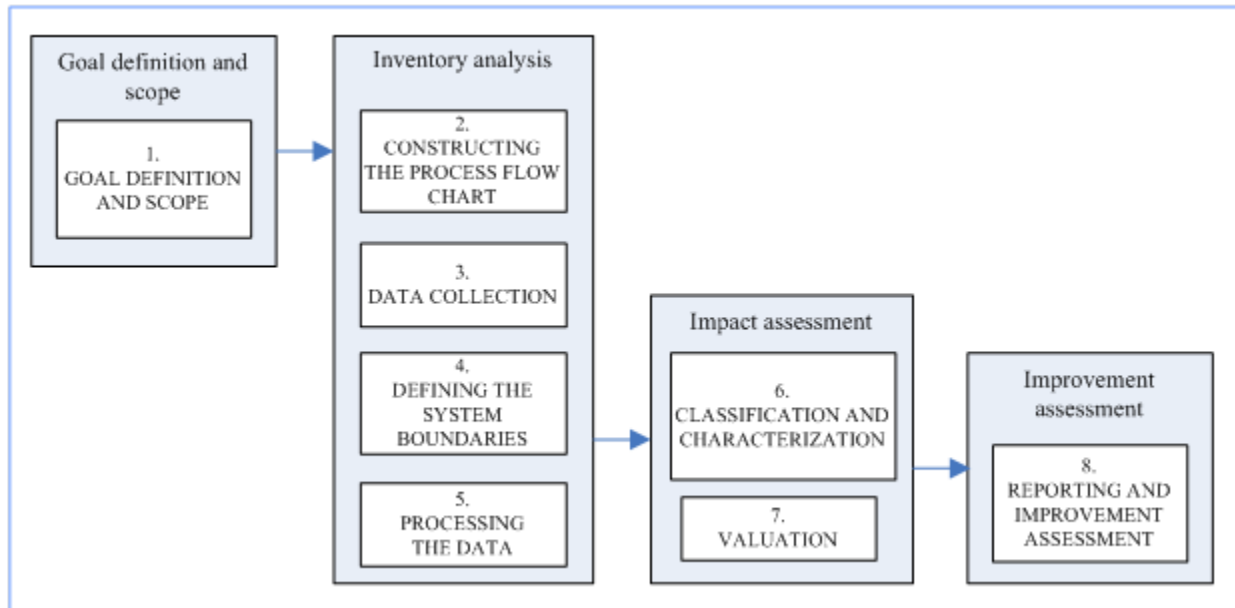 Goal definition and
scope
1.
GOAL DEFINITION
AND SCOPE
Inventory analysis
2.
CONSTRUCTING
THE PROCESS FLOW
CHART
3.
DATA COLLECTION
4.
DEFINING THE
SYSTEM
BOUNDARIES
5.
PROCESSING
THE DATA
Impact assessment
6.
CLASSIFICATION AND
CHARACTERIZATION
7.
VALUATION
Improvement
assessment
8.
REPORTING AND
IMPROVEMENT
ASSESSMENT